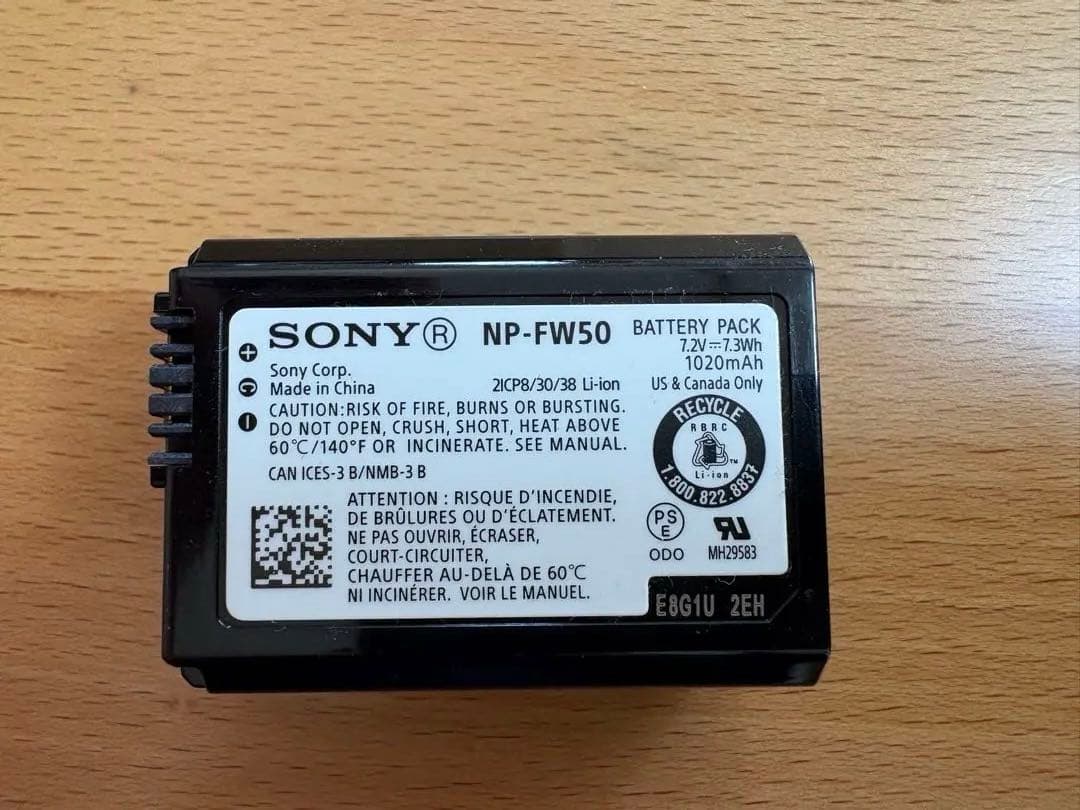 SONY® NP-FW50 BATTERY PACK
7.2V⎓7.3Wh
1020mAh
Sony Corp.
Made in China 2ICP8/30/38 Li-ion US & Canada Only
CAUTION:RISK OF FIRE, BURNS OR BURSTING.
DO NOT OPEN, CRUSH, SHORT, HEAT ABOVE
60℃/140°F OR INCINERATE. SEE MANUAL.
CAN ICES-3 B/NMB-3 B
RECYCLE
RBRC
Li-ion
TM
1.800.822.8837
ATTENTION : RISQUE D'INCENDIE,
DE BRÛLURES OU D'ÉCLATEMENT.
NE PAS OUVRIR, ÉCRASER,
COURT-CIRCUITER,
CHAUFFER AU-DELÀ DE 60℃
NI INCINÉRER. VOIR LE MANUEL.
PS
E
ODO
RU
MH29583
E8G1U 2EH